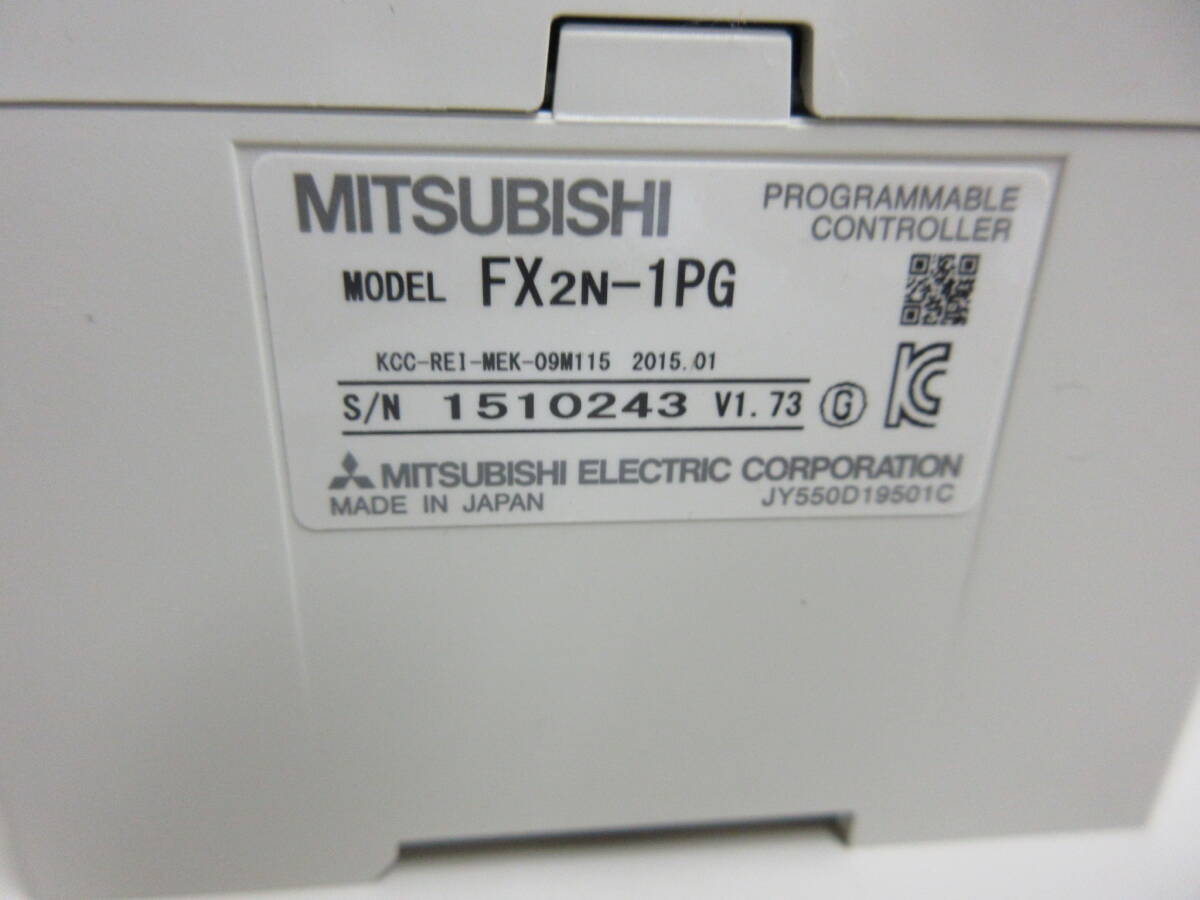 MITSUBISHI
PROGRAMMABLE
CONTROLLER
MODEL FX2N-1PG
KCC-REI-MEK-09M115 2015.01
S/N 1510243 V1.73 G KC
MITSUBISHI ELECTRIC CORPORATION
MADE IN JAPAN
JY550D19501C